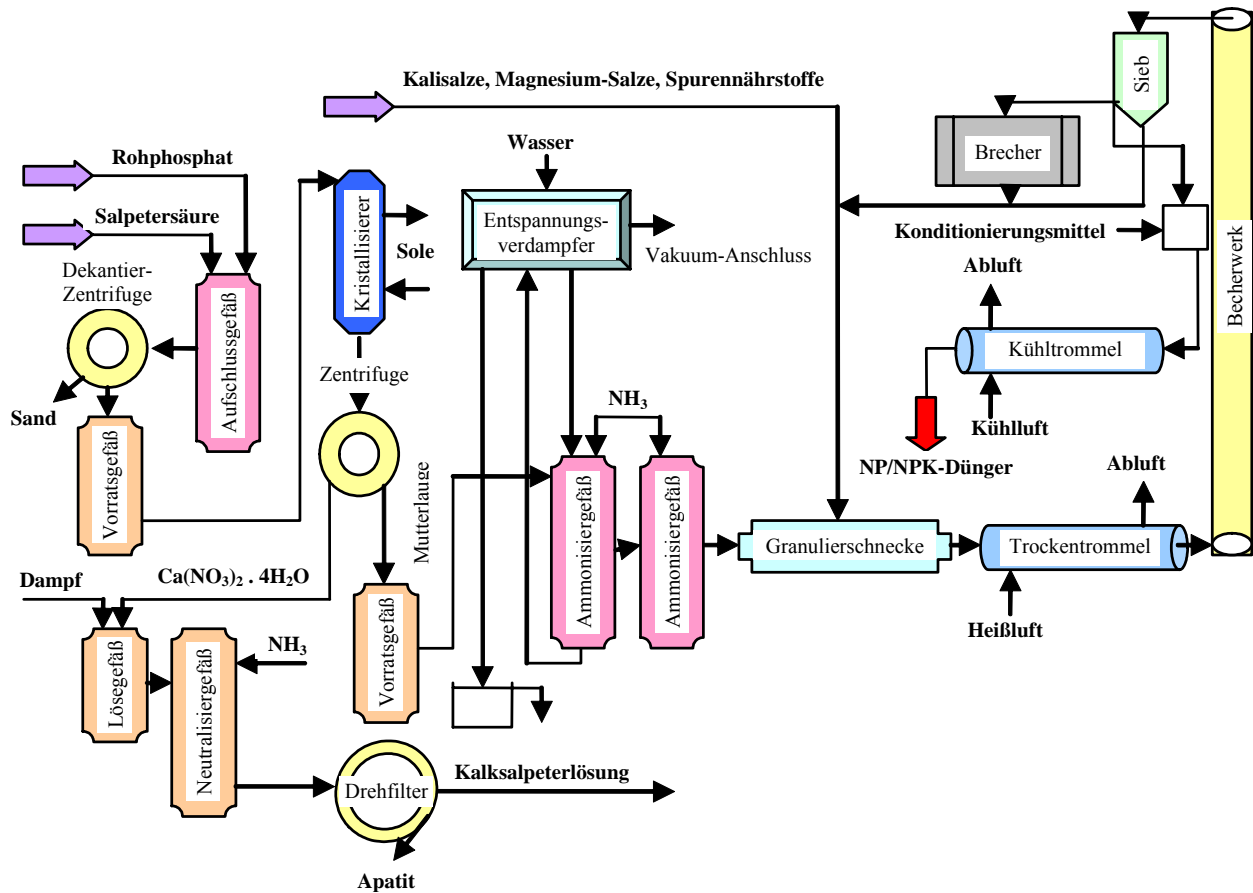 Kalisalze, Magnesium-Salze, Spurennährstoffe
Sieb
Becherwerk
Brecher
Rohphosphat
Wasser
Salpetersäure
Kristallisierer
Entspannungs-
verdampfer
Sole
Vakuum-Anschluss
Konditionierungsmittel
Dekantier-
Zentrifuge
Aufschlussgefäß
Abluft
Kühltrommel
Zentrifuge
Sand
Vorratsgefäß
NH3
Kühlluft
NP/NPK-Dünger
Mutterlauge
Ammonisiergefäß
Ammonisiergefäß
Abluft
Granulierschnecke
Trockentrommel
Dampf
Ca(NO3)2 . 4H2O
Heißluft
Lösegefäß
Neutralisiergefäß
NH3
Vorratsgefäß
Drehfilter
Kalksalpeterlösung
Apatit